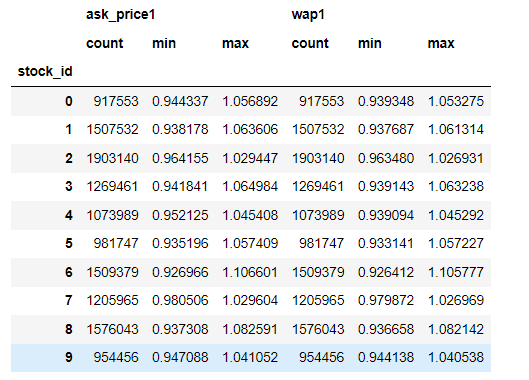 ask_price1 wap1
count min max count min max
stock_id
0 917553 0.944337 1.056892 917553 0.939348 1.053275
1 1507532 0.938178 1.063606 1507532 0.937687 1.061314
2 1903140 0.964155 1.029447 1903140 0.963480 1.026931
3 1269461 0.941841 1.064984 1269461 0.939143 1.063238
4 1073989 0.952125 1.045408 1073989 0.939094 1.045292
5 981747 0.935196 1.057409 981747 0.933141 1.057227
6 1509379 0.926966 1.106601 1509379 0.926412 1.105777
7 1205965 0.980506 1.029604 1205965 0.979872 1.026969
8 1576043 0.937308 1.082591 1576043 0.936658 1.082142
9 954456 0.947088 1.041052 954456 0.944138 1.040538